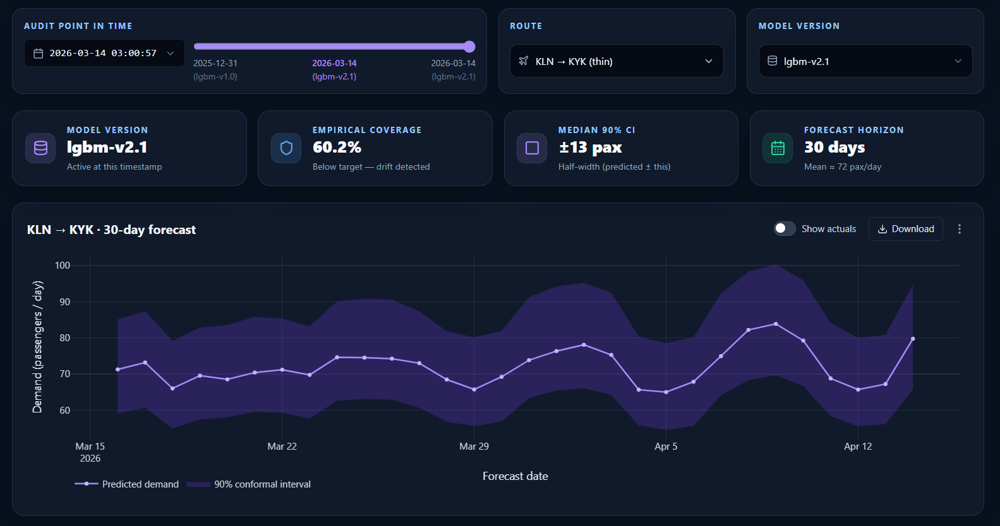 AUDIT POINT IN TIME
2026-03-14 03:00:57
2025-12-31
(lgbm-v1.0)
2026-03-14
(lgbm-v2.1)
2026-03-14
(lgbm-v2.1)
ROUTE
KLN → KYK (thin)
MODEL VERSION
lgbm-v2.1
MODEL VERSION
lgbm-v2.1
Active at this timestamp
EMPIRICAL COVERAGE
60.2%
Below target — drift detected
MEDIAN 90% CI
±13 pax
Half-width (predicted ± this)
FORECAST HORIZON
30 days
Mean ≈ 72 pax/day
KLN → KYK · 30-day forecast
Show actuals
Download
Demand (passengers / day)
100
90
80
70
60
Mar 15
2026
Mar 22
Mar 29
Apr 5
Apr 12
Forecast date
Predicted demand
90% conformal interval